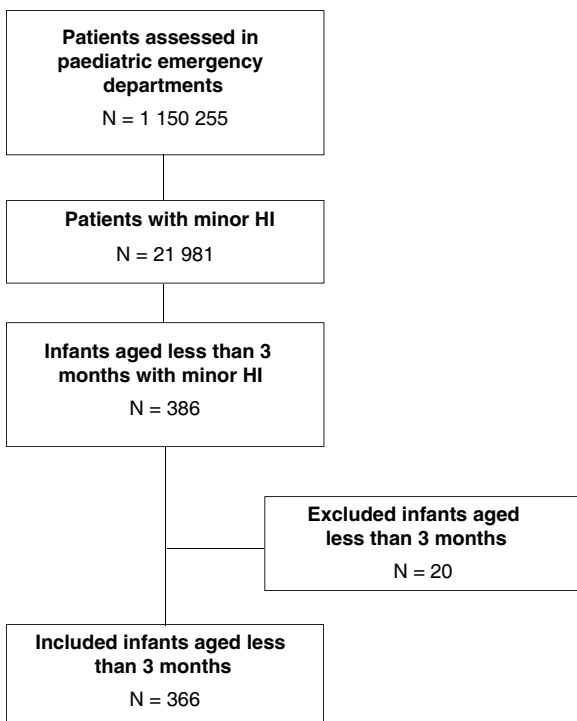 Patients assessed in
paediatric emergency
departments
N = 1 150 255
Patients with minor HI
N = 21 981
Infants aged less than 3
months with minor HI
N = 386
Excluded infants aged
less than 3 months
N = 20
Included infants aged less
than 3 months
N = 366